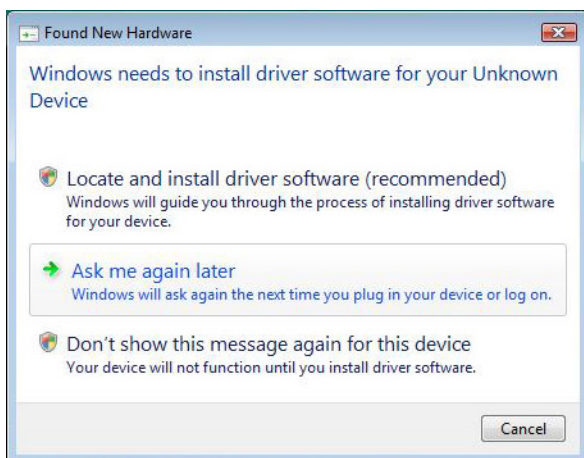 Found New Hardware
Windows needs to install driver software for your Unknown
Device
Locate and install driver software (recommended)
Windows will guide you through the process of installing driver software
for your device.
Ask me again later
Windows will ask again the next time you plug in your device or log on.
Don't show this message again for this device
Your device will not function until you install driver software.
Cancel